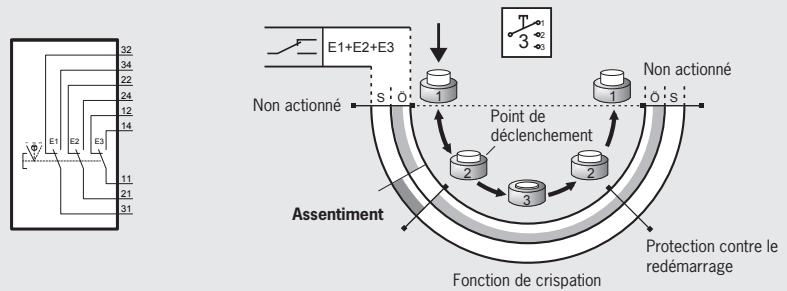 32
34
22
24
12
14
E1 E2 E3
11
21
31
E1+E2+E3
1
2
3
3
S Ö
Non actionné
1
Point de
déclenchement
2
3
2
1
Non actionné
Ö S
Assentiment
Protection contre le
redémarrage
Fonction de crispation